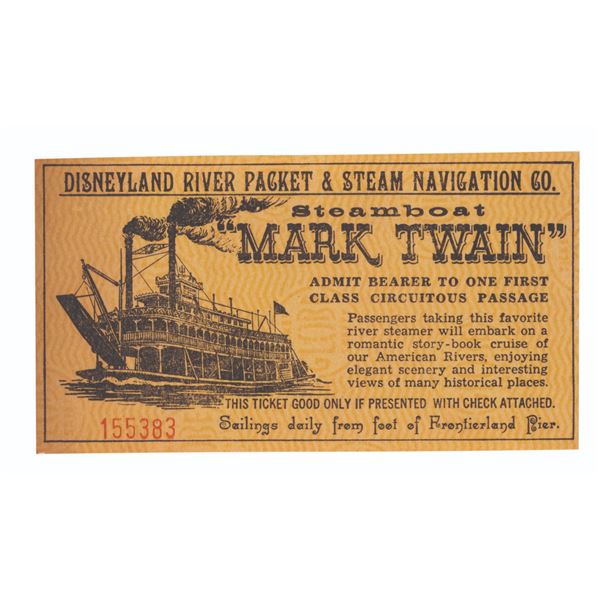 DISNEYLAND RIVER PACKET & STEAM NAVIGATION CO.
Steamboat
"MARK TWAIN"
ADMIT BEARER TO ONE FIRST
CLASS CIRCUITOUS PASSAGE
Passengers taking this favorite
river steamer will embark on a
romantic story-book cruise of
our American Rivers, enjoying
elegant scenery and interesting
views of many historical places.
THIS TICKET GOOD ONLY IF PRESENTED WITH CHECK ATTACHED.
155383
Sailings daily from foot of Frontierland Pier.